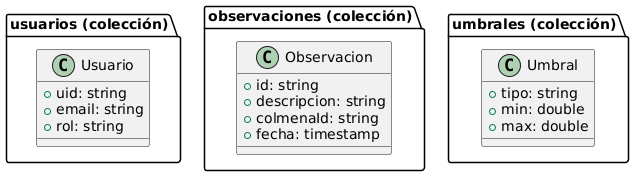 usuarios (colección)
C Usuario
uid: string
email: string
rol: string
observaciones (colección)
C Observacion
id: string
descripcion: string
colmenaId: string
fecha: timestamp
umbrales (colección)
C Umbral
tipo: string
min: double
max: double